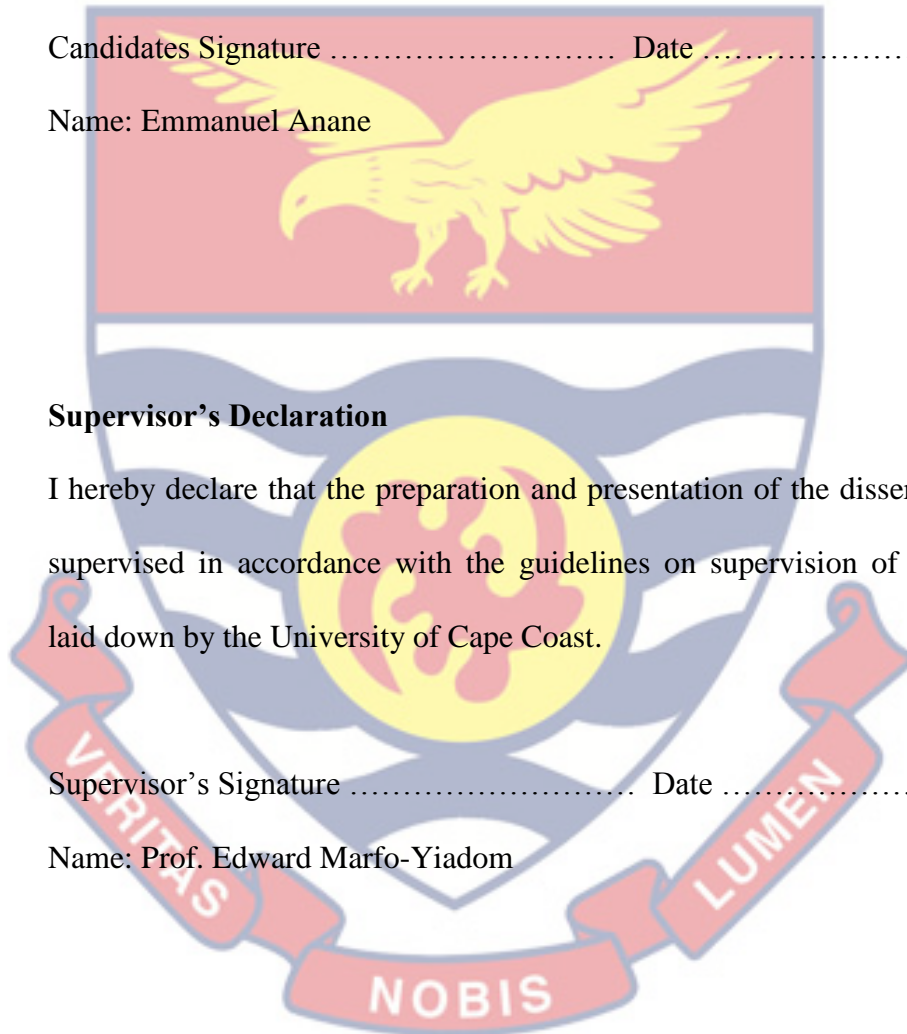 Candidates Signature ……………………… Date ………………
Name: Emmanuel Anane
Supervisor’s Declaration
I hereby declare that the preparation and presentation of the
supervised in accordance with the guidelines on supervision of
laid down by the University of Cape Coast.
Supervisor’s Signature ……………………… Date ………………
Name: Prof. Edward Marfo-Yiadom
VERITAS
NOBIS
LUMEN